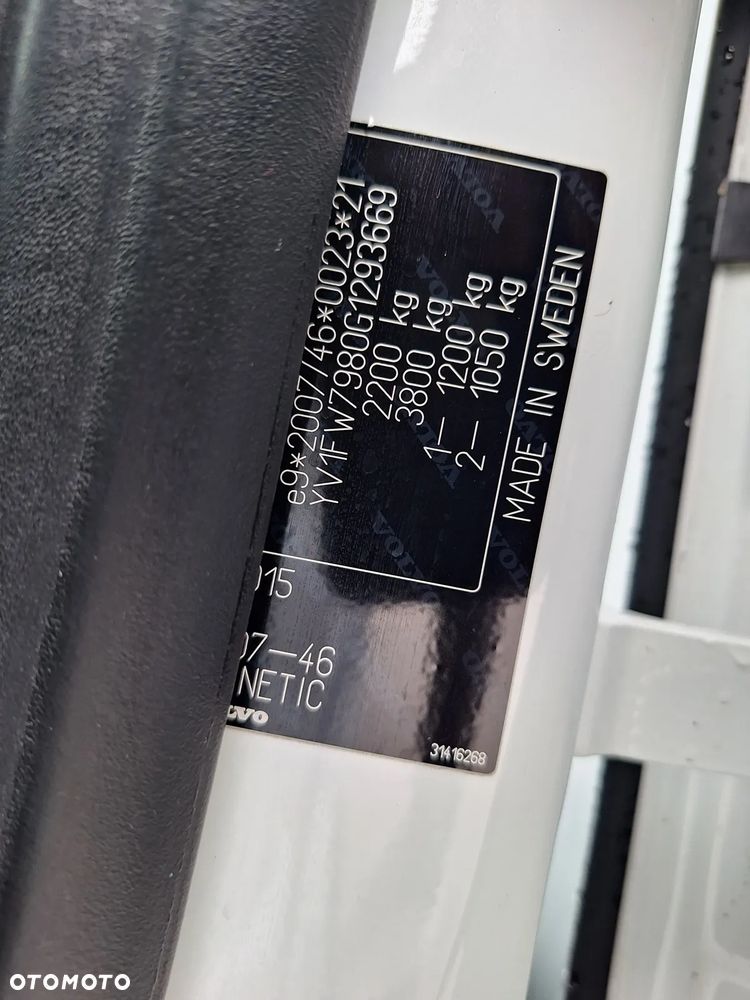 e9*2007/46*0023*21
YV1FW7980G1293669
2200 kg
3800 kg
1— 1200 kg
2— 1050 kg
MADE IN SWEDEN
015
07—46
NETIC
VOLVO
31416268
OTOMOTO